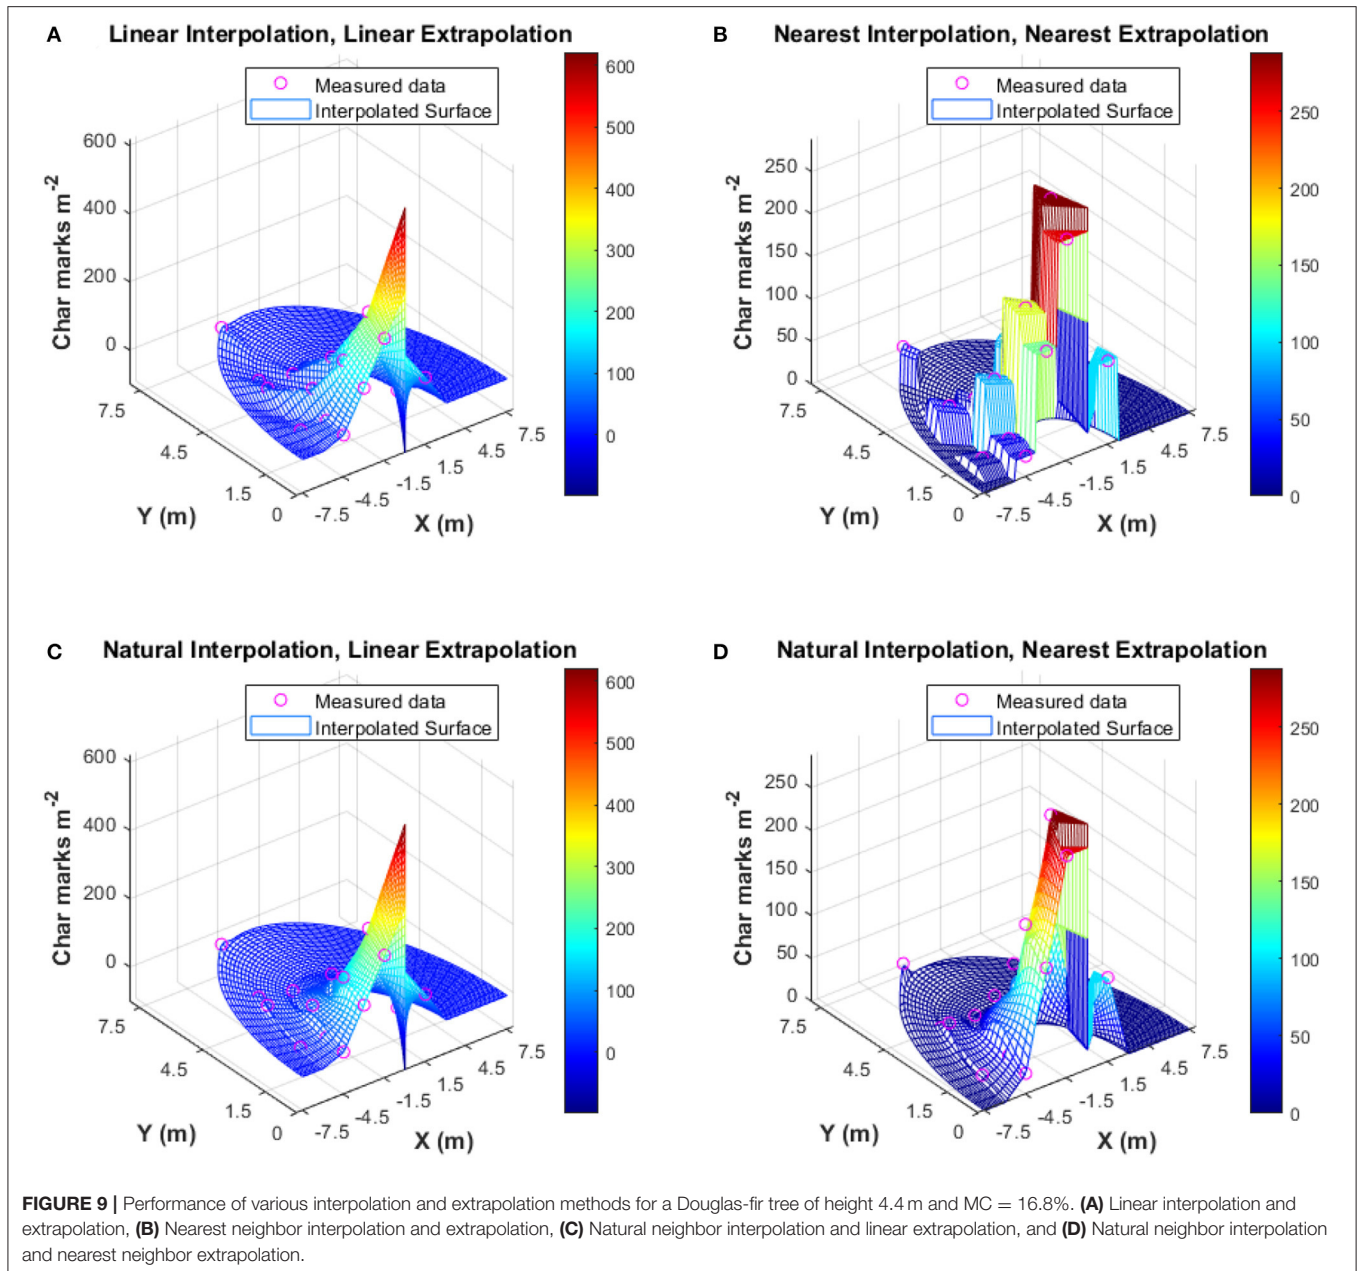 A
Linear Interpolation, Linear Extrapolation
Measured data
Interpolated Surface
Char marks m-2
600
400
200
0
7.5
4.5
1.5
0
Y (m)
-7.5
-4.5
-1.5
1.5
4.5
7.5
X (m)
600
500
400
300
200
100
0
B
Nearest Interpolation, Nearest Extrapolation
Measured data
Interpolated Surface
Char marks m-2
250
200
150
100
50
0
7.5
4.5
1.5
0
Y (m)
-7.5
-4.5
-1.5
1.5
4.5
7.5
X (m)
250
200
150
100
50
0
C
Natural Interpolation, Linear Extrapolation
Measured data
Interpolated Surface
Char marks m-2
600
400
200
0
7.5
4.5
1.5
0
Y (m)
-7.5
-4.5
-1.5
1.5
4.5
7.5
X (m)
600
500
400
300
200
100
0
D
Natural Interpolation, Nearest Extrapolation
Measured data
Interpolated Surface
Char marks m-2
250
200
150
100
50
0
7.5
4.5
1.5
0
Y (m)
-7.5
-4.5
-1.5
1.5
4.5
7.5
X (m)
250
200
150
100
50
0
FIGURE 9 | Performance of various interpolation and extrapolation methods for a Douglas-fir tree of height 4.4 m and MC = 16.8%. (A) Linear interpolation and
extrapolation, (B) Nearest neighbor interpolation and extrapolation, (C) Natural neighbor interpolation and linear extrapolation, and (D) Natural neighbor interpolation
and nearest neighbor extrapolation.